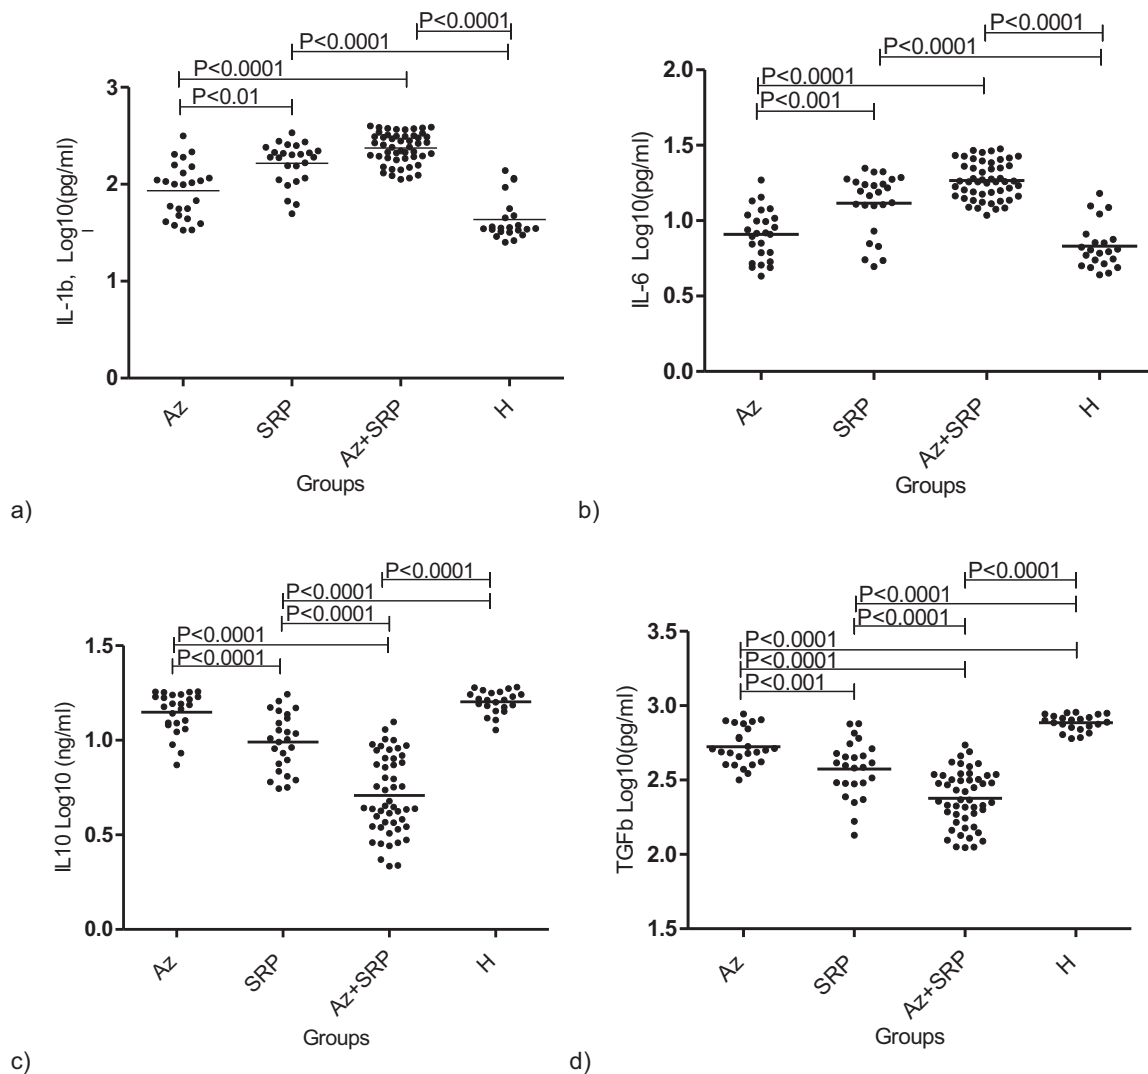 P<0.0001
P<0.0001
P<0.0001
P<0.01
3
2
1
0
IL-1b, Log10(pg/ml)
Az
SRP
Az+SRP
H
Groups
a)
P<0.0001
P<0.0001
P<0.0001
P<0.001
2.0
1.5
1.0
0.5
0.0
IL-6 Log10(pg/ml)
Az
SRP
Az+SRP
H
Groups
b)
P<0.0001
P<0.0001
P<0.0001
P<0.0001
P<0.0001
1.5
1.0
0.5
0.0
IL10 Log10 (ng/ml)
Az
SRP
Az+SRP
H
Groups
c)
P<0.0001
P<0.0001
P<0.0001
P<0.0001
P<0.0001
P<0.001
3.5
3.0
2.5
2.0
1.5
TGFb Log10(pg/ml)
Az
SRP
Az+SRP
H
Groups
d)